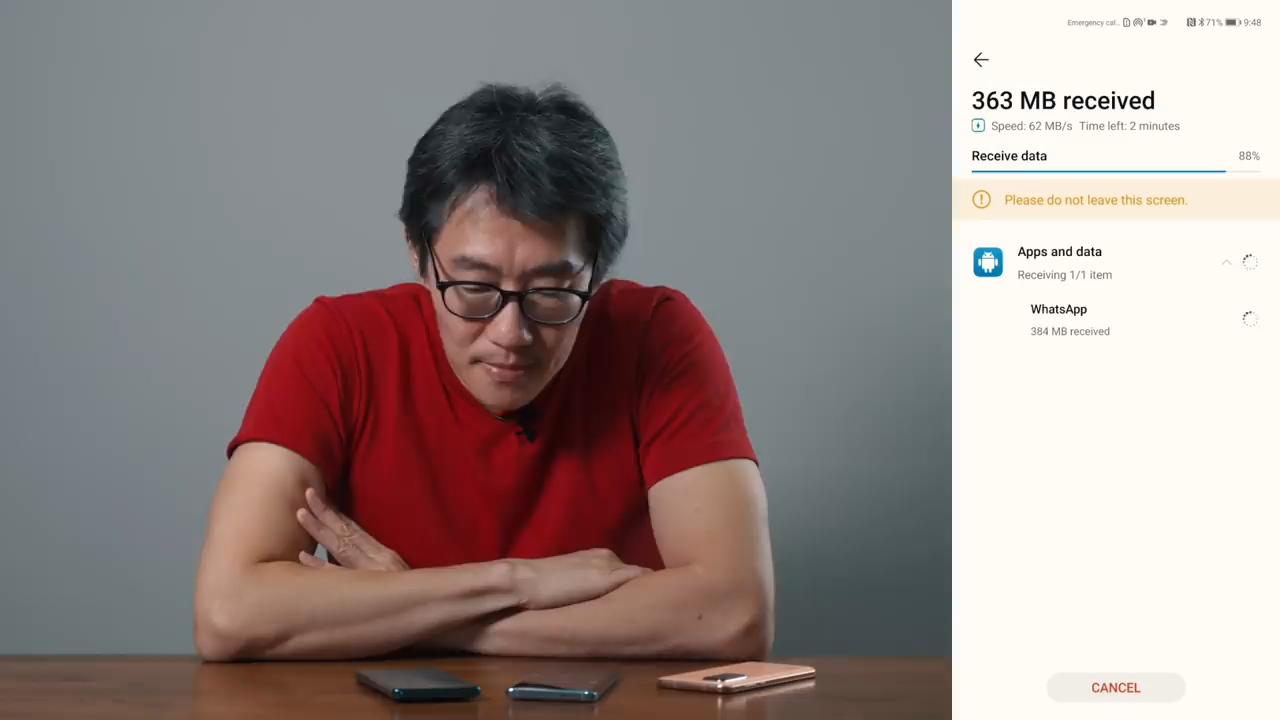 Emergency cal... 71% 9:48
363 MB received
Speed: 62 MB/s Time left: 2 minutes
Receive data 88%
Please do not leave this screen.
Apps and data
Receiving 1/1 item
WhatsApp
384 MB received
CANCEL